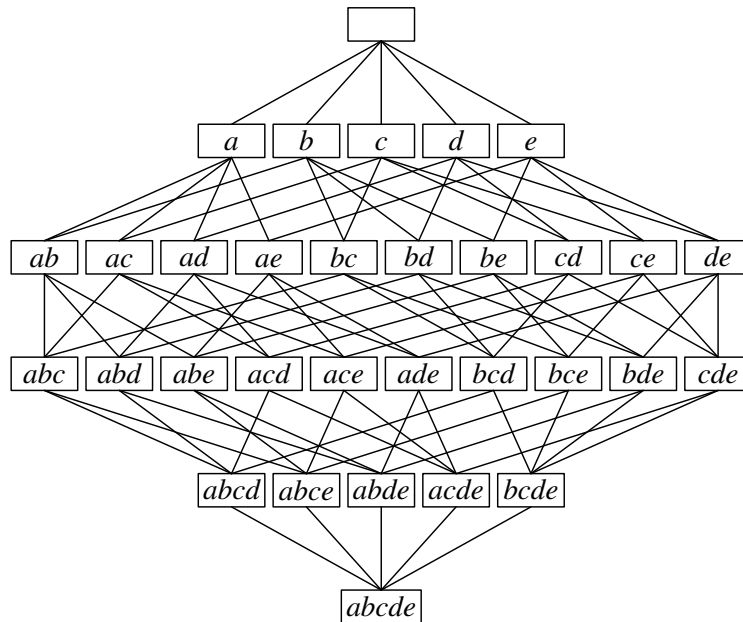 a b c d e
ab ac ad ae bc bd be cd ce de
abc abd abe acd ace ade bcd bce bde cde
abcd abce abde acde bcde
abcde